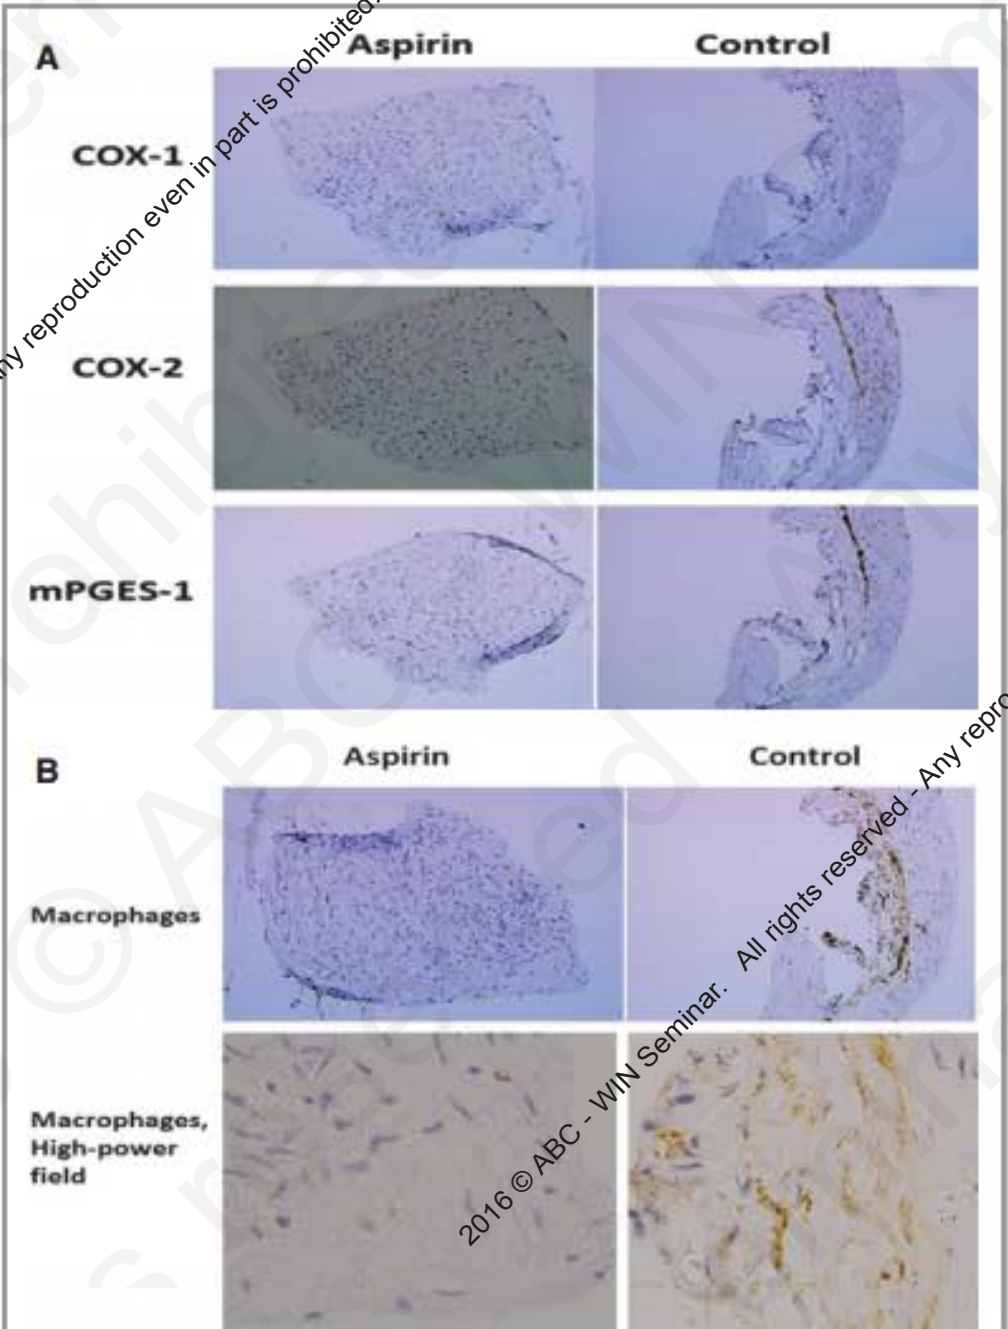 A
Aspirin
Control
COX-1
COX-2
mPGES-1
B
Aspirin
Control
Macrophages
Macrophages,
High-power
field
2016 © ABC - WIN Seminar. All rights reserved - Any repro
ny reproduction even in part is prohibited.